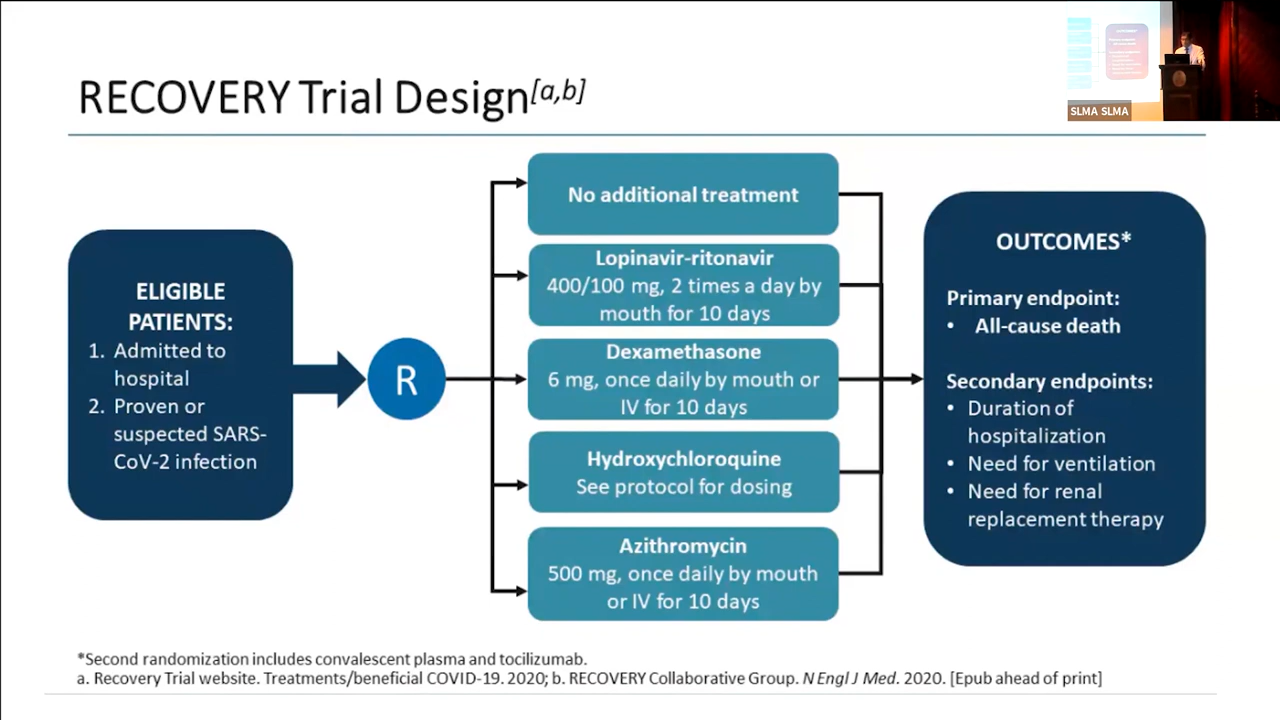 RECOVERY Trial Design[a,b]
SLMA SLMA
ELIGIBLE
PATIENTS:
1. Admitted to
hospital
2. Proven or
suspected SARS-
CoV-2 infection
R
No additional treatment
Lopinavir-ritonavir
400/100 mg, 2 times a day by
mouth for 10 days
Dexamethasone
6 mg, once daily by mouth or
IV for 10 days
Hydroxychloroquine
See protocol for dosing
Azithromycin
500 mg, once daily by mouth
or IV for 10 days
OUTCOMES*
Primary endpoint:
• All-cause death
Secondary endpoints:
• Duration of
hospitalization
• Need for ventilation
• Need for renal
replacement therapy
*Second randomization includes convalescent plasma and tocilizumab.
a. Recovery Trial website. Treatments/beneficial COVID-19. 2020; b. RECOVERY Collaborative Group. N Engl J Med. 2020. [Epub ahead of print]